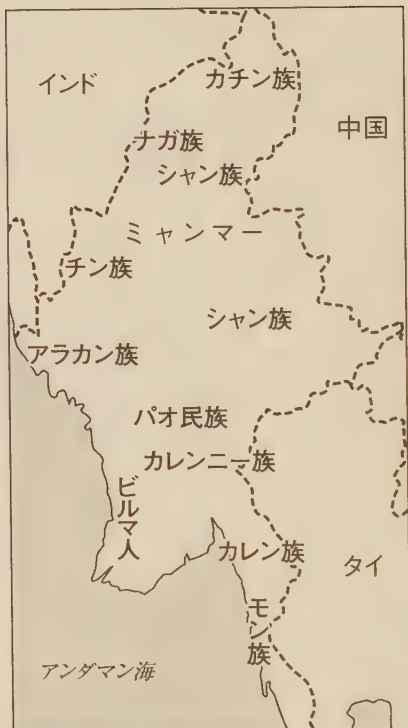 インド
カチン族
中国
ナガ族
シャン族
ミャンマー
チン族
シャン族
アラカン族
パオ民族
カレンニー族
ビルマ人
カレン族
タイ
モン族
アンダマン海